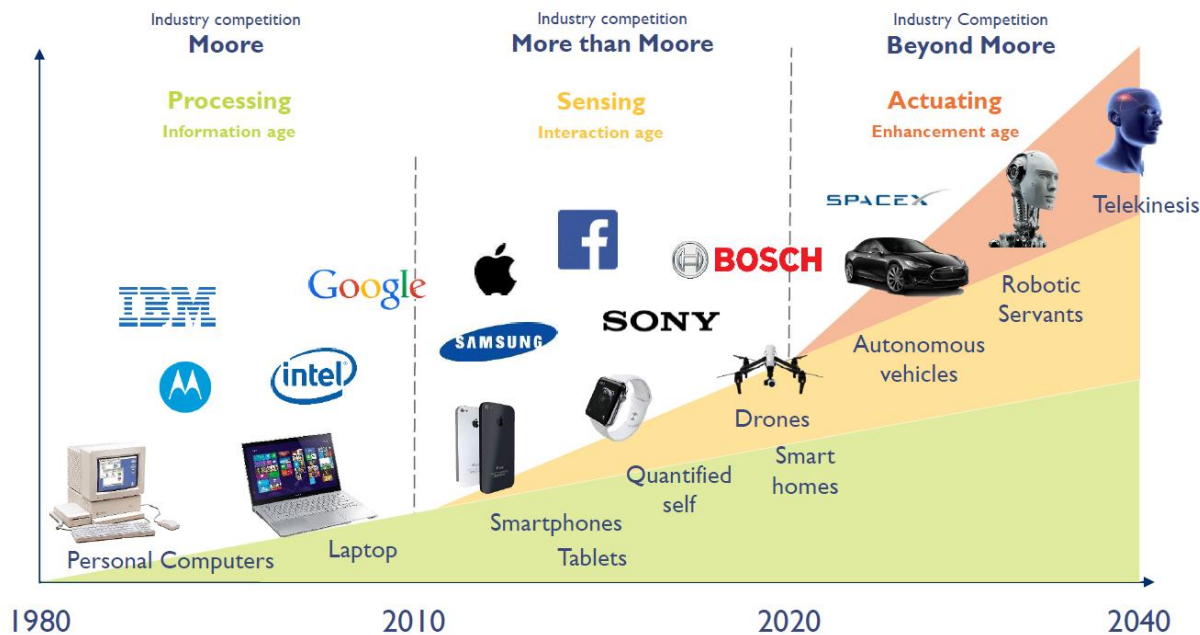 Industry competition
Moore
Industry competition
More than Moore
Industry Competition
Beyond Moore
Processing
Information age
Sensing
Interaction age
Actuating
Enhancement age
SPACEX
Telekinesis
f
BOSCH
Google
IBM
SONY
Robotic
Servants
SAMSUNG
intel
Autonomous
vehicles
Drones
Smart
homes
Quantified
self
Smartphones
Tablets
Laptop
Personal Computers
1980
2010
2020
2040